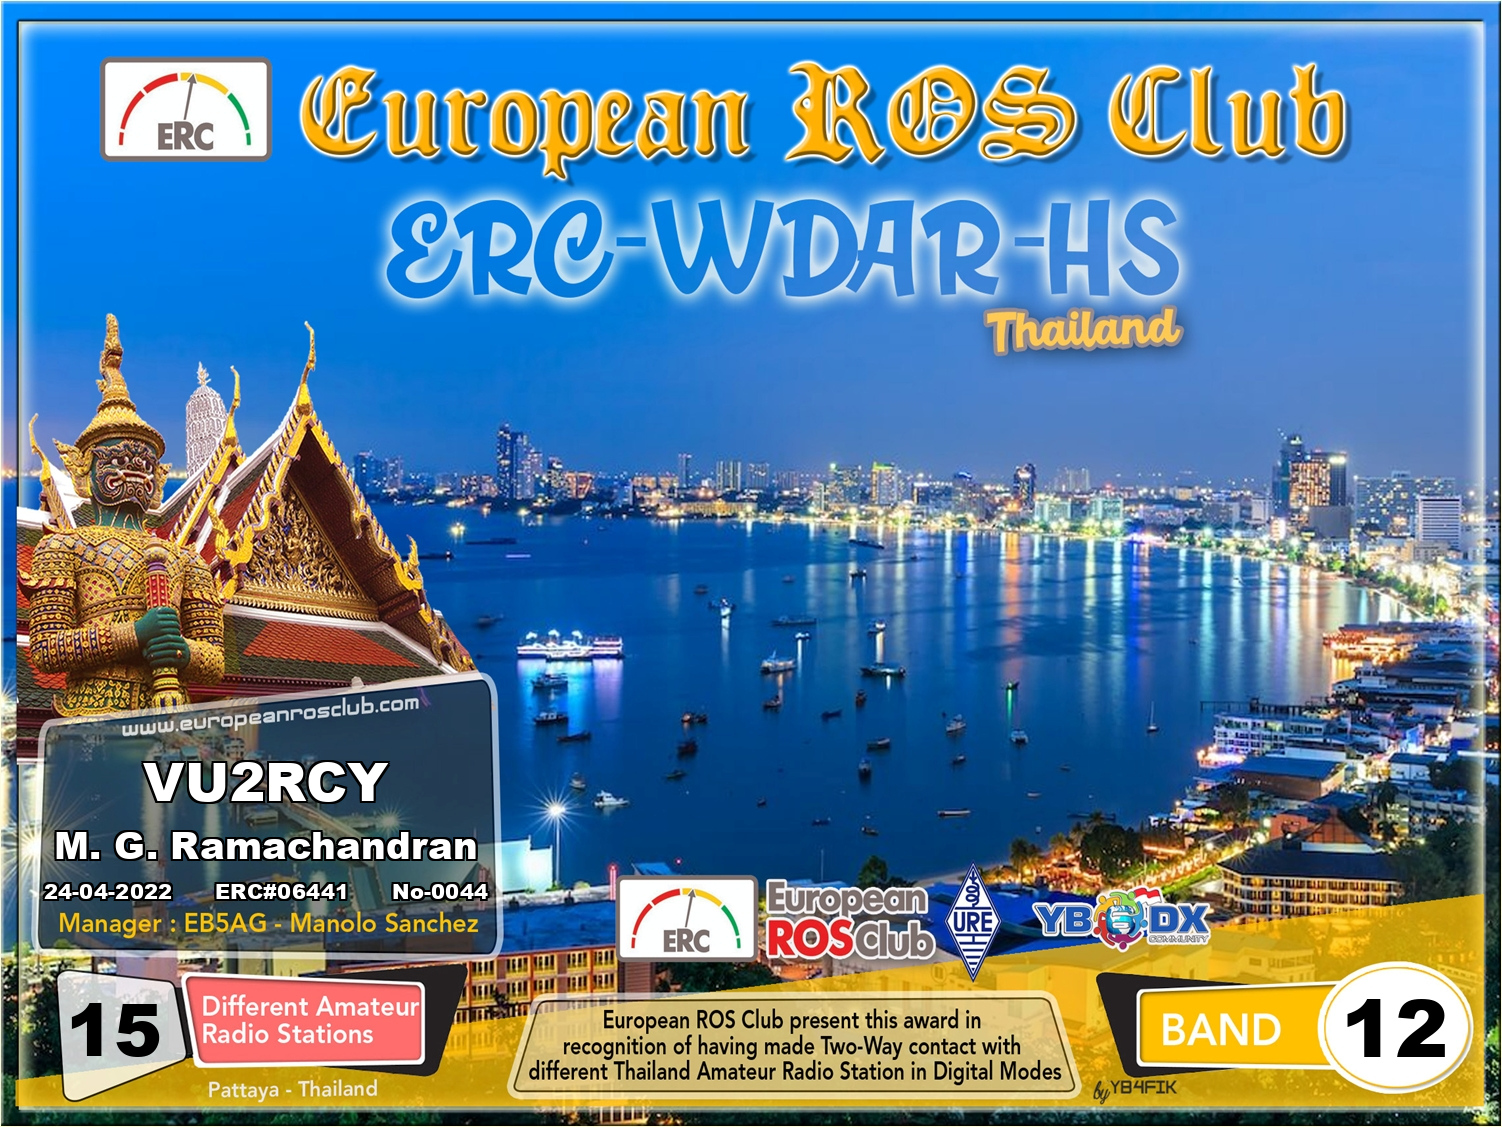 ERC
European ROS Club
ERC-WDAR-HS
Thailand
www.europeanrosclub.com
VU2RCY
M. G. Ramachandran
24-04-2022 ERC#06441 No-0044
Manager : EB5AG - Manolo Sanchez
ERC
European
ROSClub
URE
YB DX
COMMUNITY
15
Different Amateur
Radio Stations
Pattaya - Thailand
European ROS Club present this award in
recognition of having made Two-Way contact with
different Thailand Amateur Radio Station in Digital Modes
by YB4FIK
BAND
12